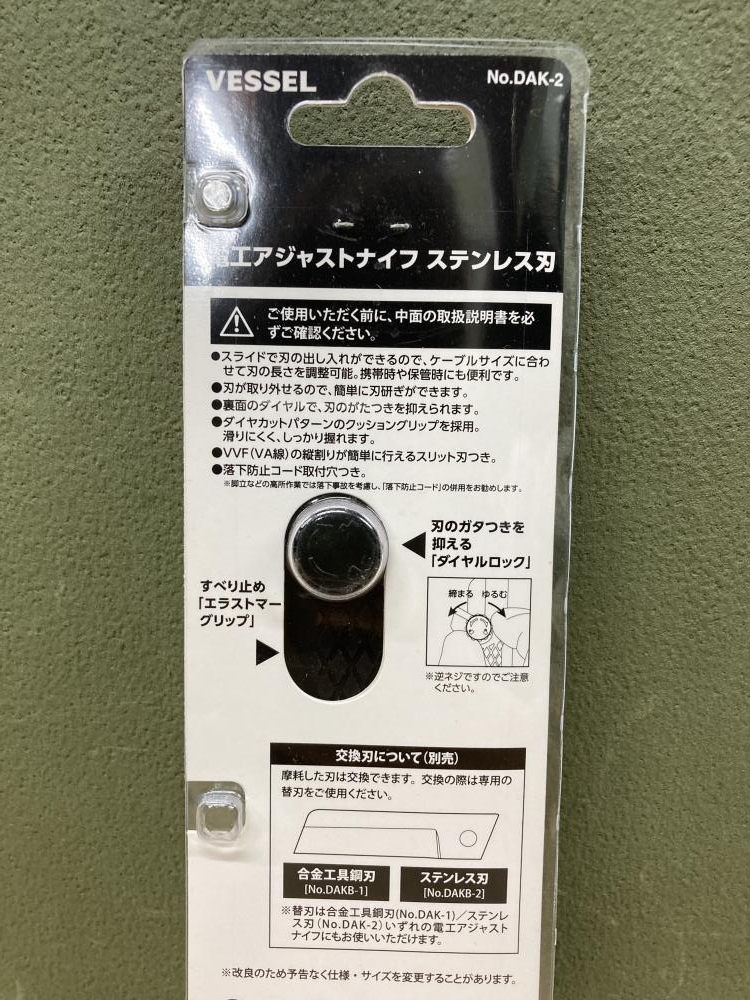 VESSEL
No.DAK-2
電工アジャストナイフ ステンレス刃
ご使用いただく前に、中面の取扱説明書を必
ずご確認ください。
●スライドで刃の出し入れができるので、ケーブルサイズに合わ
せて刃の長さを調整可能。携帯時や保管時にも便利です。
●刃が取り外せるので、簡単に刃研ぎができます。
●裏面のダイヤルで、刃のがたつきを抑えられます。
●ダイヤカットパターンのクッショングリップを採用。
滑りにくく、しっかり握れます。
●VVF(VA線)の縦割りが簡単に行えるスリット刃つき。
●落下防止コード取付穴つき。
※脚立などの高所作業では落下事故を考慮し、「落下防止コード」の併用をお勧めします。
刃のガタつきを
抑える
「ダイヤルロック」
すべり止め
「エラストマー
グリップ」
締まる ゆるむ
※逆ネジですのでご注意
ください。
交換刃について(別売)
摩耗した刃は交換できます。交換の際は専用の
替刃をご使用ください。
合金工具鋼刃
[No.DAKB-1]
ステンレス刃
[No.DAKB-2]
※替刃は合金工具鋼刃(No.DAK-1)/ステンレ
ス刃(No.DAK-2)いずれの電工アジャスト
ナイフにもお使いいただけます。
※改良のため予告なく仕様・サイズを変更することがあります。